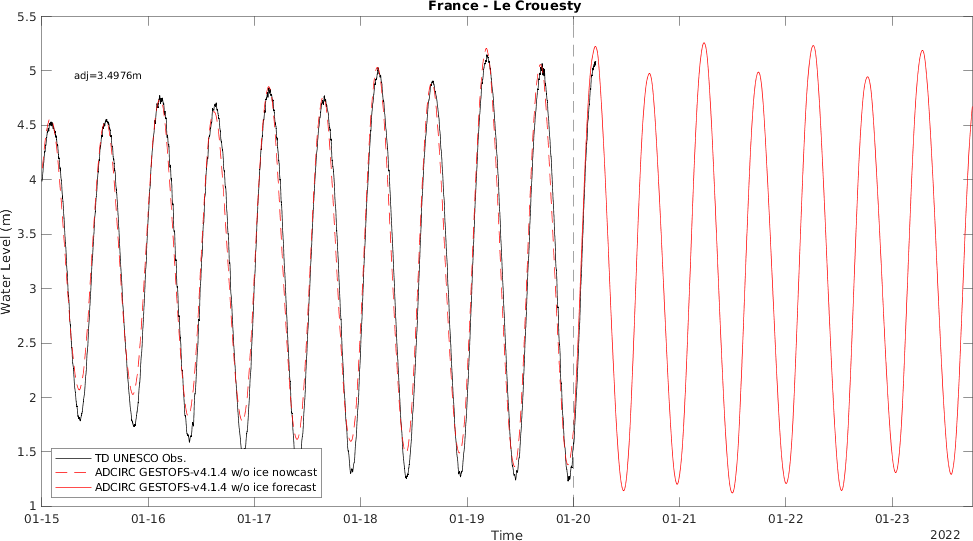 France - Le Crouesty
5.5
5
adj=3.4976m
4.5
4
3.5
3
2.5
2
1.5
1
Water Level (m)
TD UNESCO Obs.
ADCIRC GESTOFS-v4.1.4 w/o ice nowcast
ADCIRC GESTOFS-v4.1.4 w/o ice forecast
01-15 01-16 01-17 01-18 01-19 01-20 01-21 01-22 01-23
Time
2022